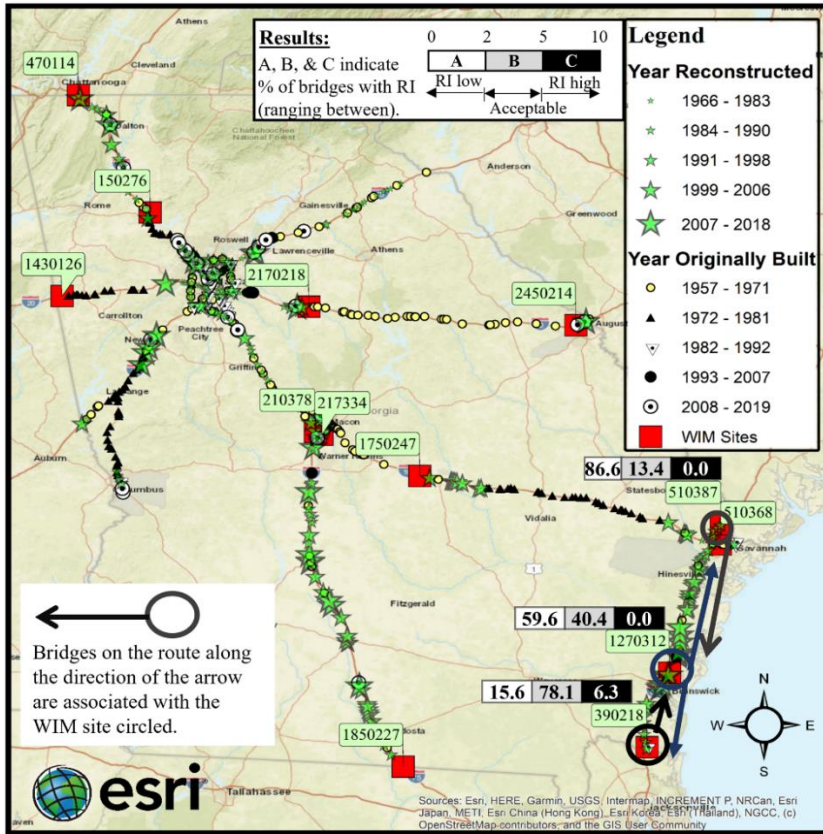 Results:
0 2 5 10
A B C
A, B, & C indicate
% of bridges with RI
(ranging between).
RI low
RI high
Acceptable
Legend
Year Reconstructed
1966 - 1983
1984 - 1990
1991 - 1998
1999 - 2006
2007 - 2018
Year Originally Built
1957 - 1971
1972 - 1981
1982 - 1992
1993 - 2007
2008 - 2019
WIM Sites
Athens
Cleveland
470114
Chattanooga
Dalton
Chattahoochee
National Forest
Anderson
150276
Rome
Gainesville
Greenwood
Roswell
Lawrenceville
Athens
1430126
2170218
2450214
20
Carrollton
Peachtree
City
Griffin
210378
217334
Macon
Warner
1750247
Auburn
86.6 13.4 0.0
510387
510368
Vidalia
Savannah
Hinesville
1
Fitzgerald
59.6 40.4 0.0
1270312
Brunswick
15.6 78.1 6.3
390218
1850227
Bridges on the route along
the direction of the arrow
are associated with the
WIM site circled.
N
W E
S
esri
Tallahassee
Jacksonville
Sources: Esri, HERE, Garmin, USGS, Intermap, INCREMENT P, NRCan, Esri
Japan, METI, Esri China (Hong Kong), Esri Korea, Esri (Thailand), NGCC, (c)
OpenStreetMap contributors, and the GIS User Community